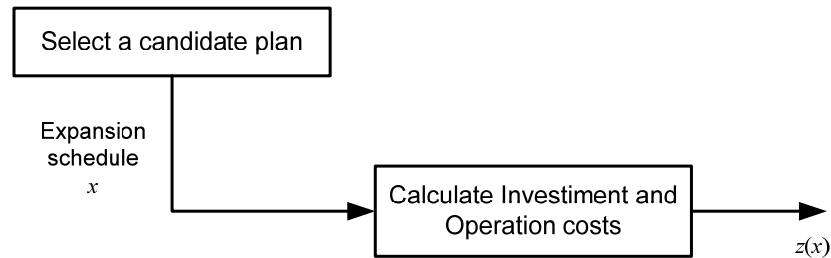 Select a candidate plan
Expansion
schedule
x
Calculate Investiment and
Operation costs
z(x)